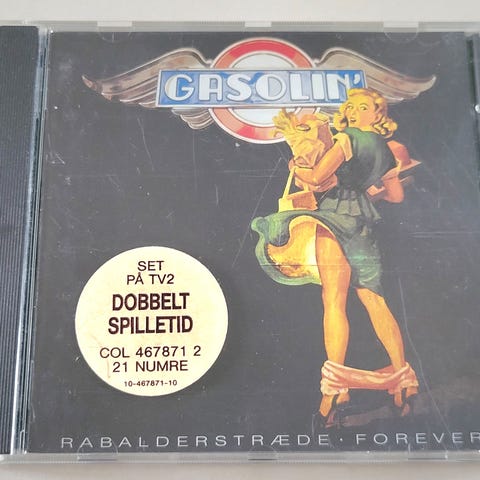 GASOLIN'
SET
PÅ TV2
DOBBELT
SPILLETID
COL 467871 2
21 NUMRE
10-467871-10
RABALDERSTRÆDE · FOREVER